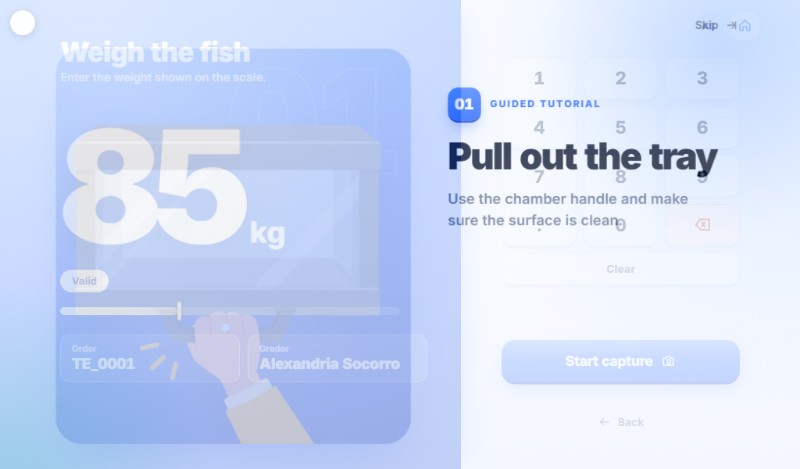 Weigh the fish
Enter the weight shown on the scale.
01
85 kg
Valid
Order
TE_0001
Grader
Alexandria Socorro
Skip
01 GUIDED TUTORIAL
Pull out the tray
Use the chamber handle and make
sure the surface is clean.
1 2 3
4 5 6
7 8 9
. 0
Clear
Start capture
Back